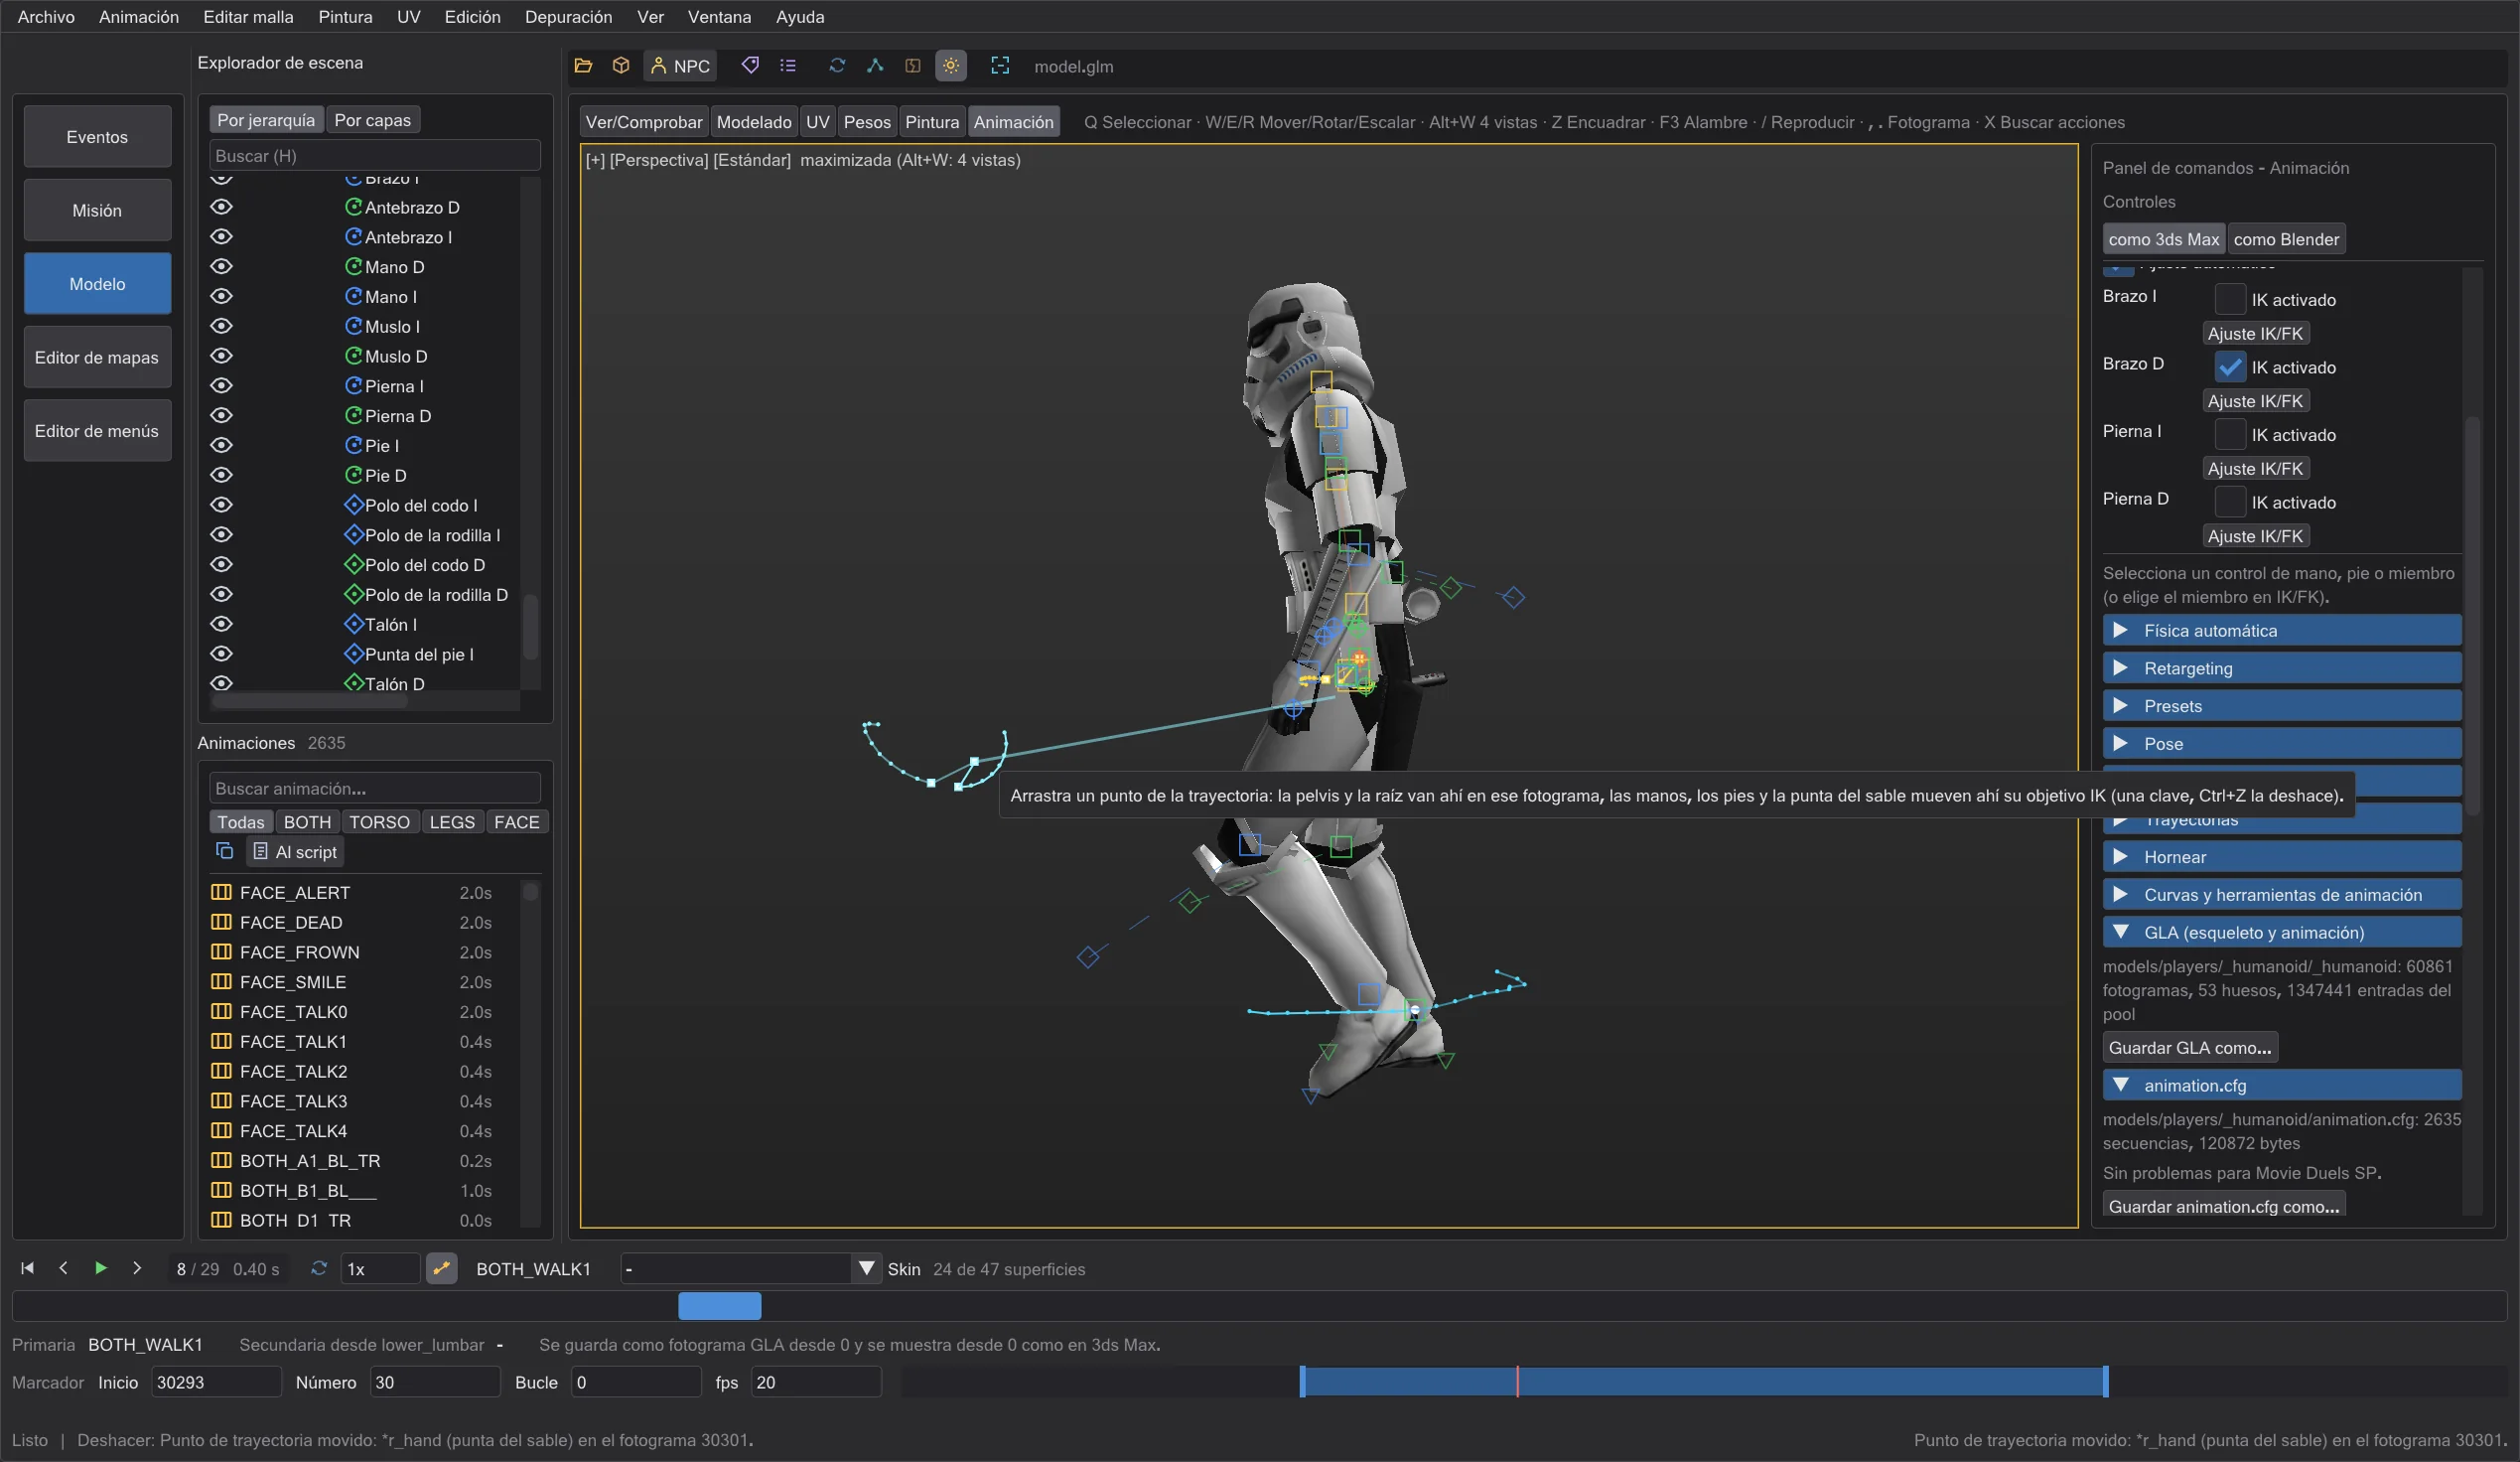 Archivo Animación Editar malla Pintura UV Edición Depuración Ver Ventana Ayuda
Explorador de escena
NPC
model.glm
Eventos
Misión
Modelo
Editor de mapas
Editor de menús
Por jerarquía Por capas
Buscar (H)
Brazo I
Antebrazo D
Antebrazo I
Mano D
Mano I
Muslo I
Muslo D
Pierna I
Pierna D
Pie I
Pie D
Polo del codo I
Polo de la rodilla I
Polo del codo D
Polo de la rodilla D
Talón I
Punta del pie I
Talón D
Animaciones 2635
Buscar animación...
Todas BOTH TORSO LEGS FACE
Al script
FACE_ALERT 2.0s
FACE_DEAD 2.0s
FACE_FROWN 2.0s
FACE_SMILE 2.0s
FACE_TALK0 2.0s
FACE_TALK1 0.4s
FACE_TALK2 0.4s
FACE_TALK3 0.4s
FACE_TALK4 0.4s
BOTH_A1_BL_TR 0.2s
BOTH_B1_BL___ 1.0s
BOTH_D1_TR 0.0s
Ver/Comprobar Modelado UV Pesos Pintura Animación
Q Seleccionar · W/E/R Mover/Rotar/Escalar · Alt+W 4 vistas · Z Encuadrar · F3 Alambre · / Reproducir · , . Fotograma · X Buscar acciones
[+] [Perspectiva] [Estándar] maximizada (Alt+W: 4 vistas)
Arrastra un punto de la trayectoria: la pelvis y la raíz van ahí en ese fotograma, las manos, los pies y la punta del sable mueven ahí su objetivo IK (una clave, Ctrl+Z la deshace).
Panel de comandos - Animación
Controles
como 3ds Max como Blender
Ajuste automático
Brazo I IK activado
Ajuste IK/FK
Brazo D IK activado
Ajuste IK/FK
Pierna I IK activado
Ajuste IK/FK
Pierna D IK activado
Ajuste IK/FK
Selecciona un control de mano, pie o miembro
(o elige el miembro en IK/FK).
Física automática
Retargeting
Presets
Pose
Trayectorias
Hornear
Curvas y herramientas de animación
GLA (esqueleto y animación)
models/players/_humanoid/_humanoid: 60861
fotogramas, 53 huesos, 1347441 entradas del
pool
Guardar GLA como...
animation.cfg
models/players/_humanoid/animation.cfg: 2635
secuencias, 120872 bytes
Sin problemas para Movie Duels SP.
Guardar animation.cfg como...
8 / 29 0.40 s 1x BOTH_WALK1 - Skin 24 de 47 superficies
Primaria BOTH_WALK1 Secundaria desde lower_lumbar - Se guarda como fotograma GLA desde 0 y se muestra desde 0 como en 3ds Max.
Marcador Inicio 30293 Número 30 Bucle 0 fps 20
Listo | Deshacer: Punto de trayectoria movido: *r_hand (punta del sable) en el fotograma 30301.
Punto de trayectoria movido: *r_hand (punta del sable) en el fotograma 30301.